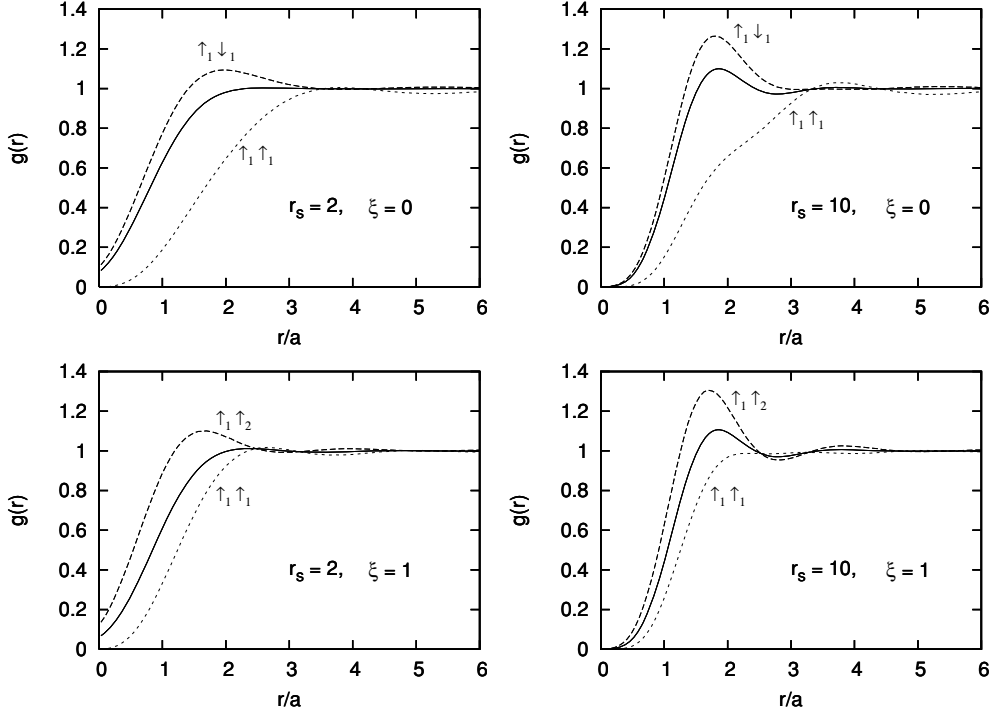 1.4
1.2
1
0.8
0.6
0.4
0.2
0
g(r)
↑₁↓₁
↑₁↑₁
rₛ = 2, ξ = 0
0 1 2 3 4 5 6
r/a
1.4
1.2
1
0.8
0.6
0.4
0.2
0
g(r)
↑₁↓₁
↑₁↑₁
rₛ = 10, ξ = 0
0 1 2 3 4 5 6
r/a
1.4
1.2
1
0.8
0.6
0.4
0.2
0
g(r)
↑₁↑₂
↑₁↑₁
rₛ = 2, ξ = 1
0 1 2 3 4 5 6
r/a
1.4
1.2
1
0.8
0.6
0.4
0.2
0
g(r)
↑₁↑₂
↑₁↑₁
rₛ = 10, ξ = 1
0 1 2 3 4 5 6
r/a